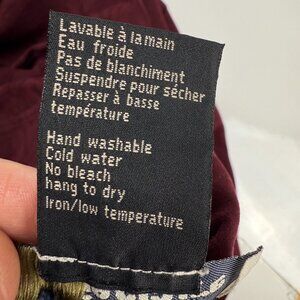 Lavable à la main
Eau froide
Pas de blanchiment
Suspendre pour sécher
Repasser à basse
température
Hand washable
Cold water
No bleach
hang to dry
Iron/low temperature